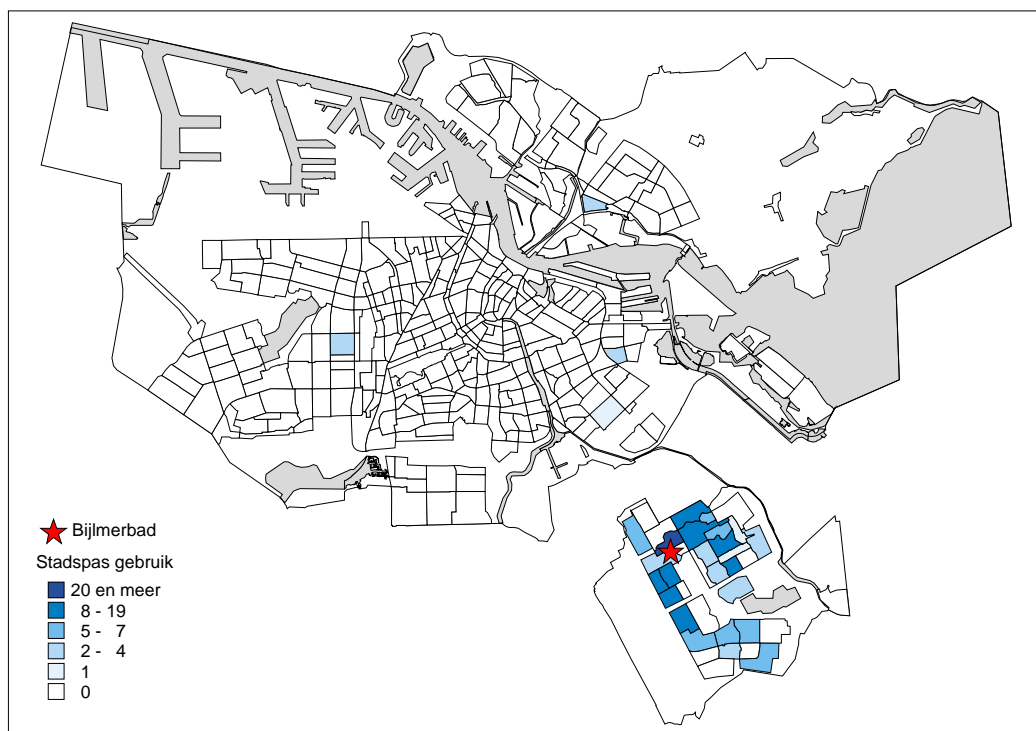 Bijlmerbad
Stadspas gebruik
20 en meer
8 - 19
5 - 7
2 - 4
1
0